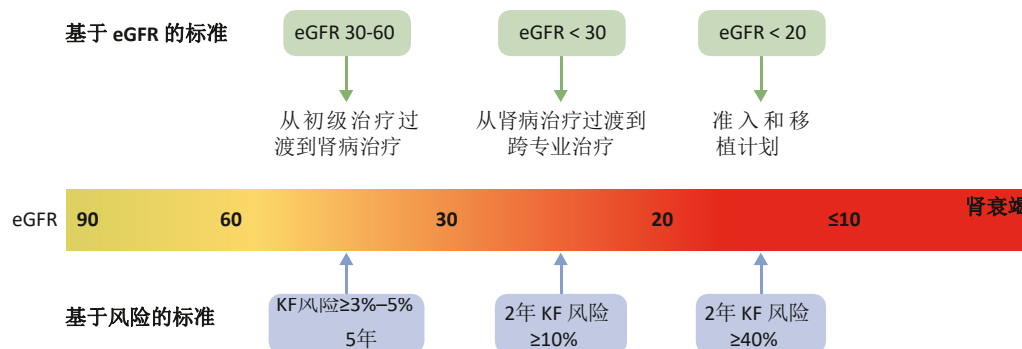 基于 eGFR 的标准
eGFR 30-60
eGFR < 30
eGFR < 20
从初级治疗过
渡到肾病治疗
从肾病治疗过渡到
跨专业治疗
准入和移
植计划
eGFR 90 60 30 20 ≤10 肾衰竭
基于风险的标准
KF风险≥3%–5%
5年
2年 KF 风险
≥10%
2年 KF 风险
≥40%